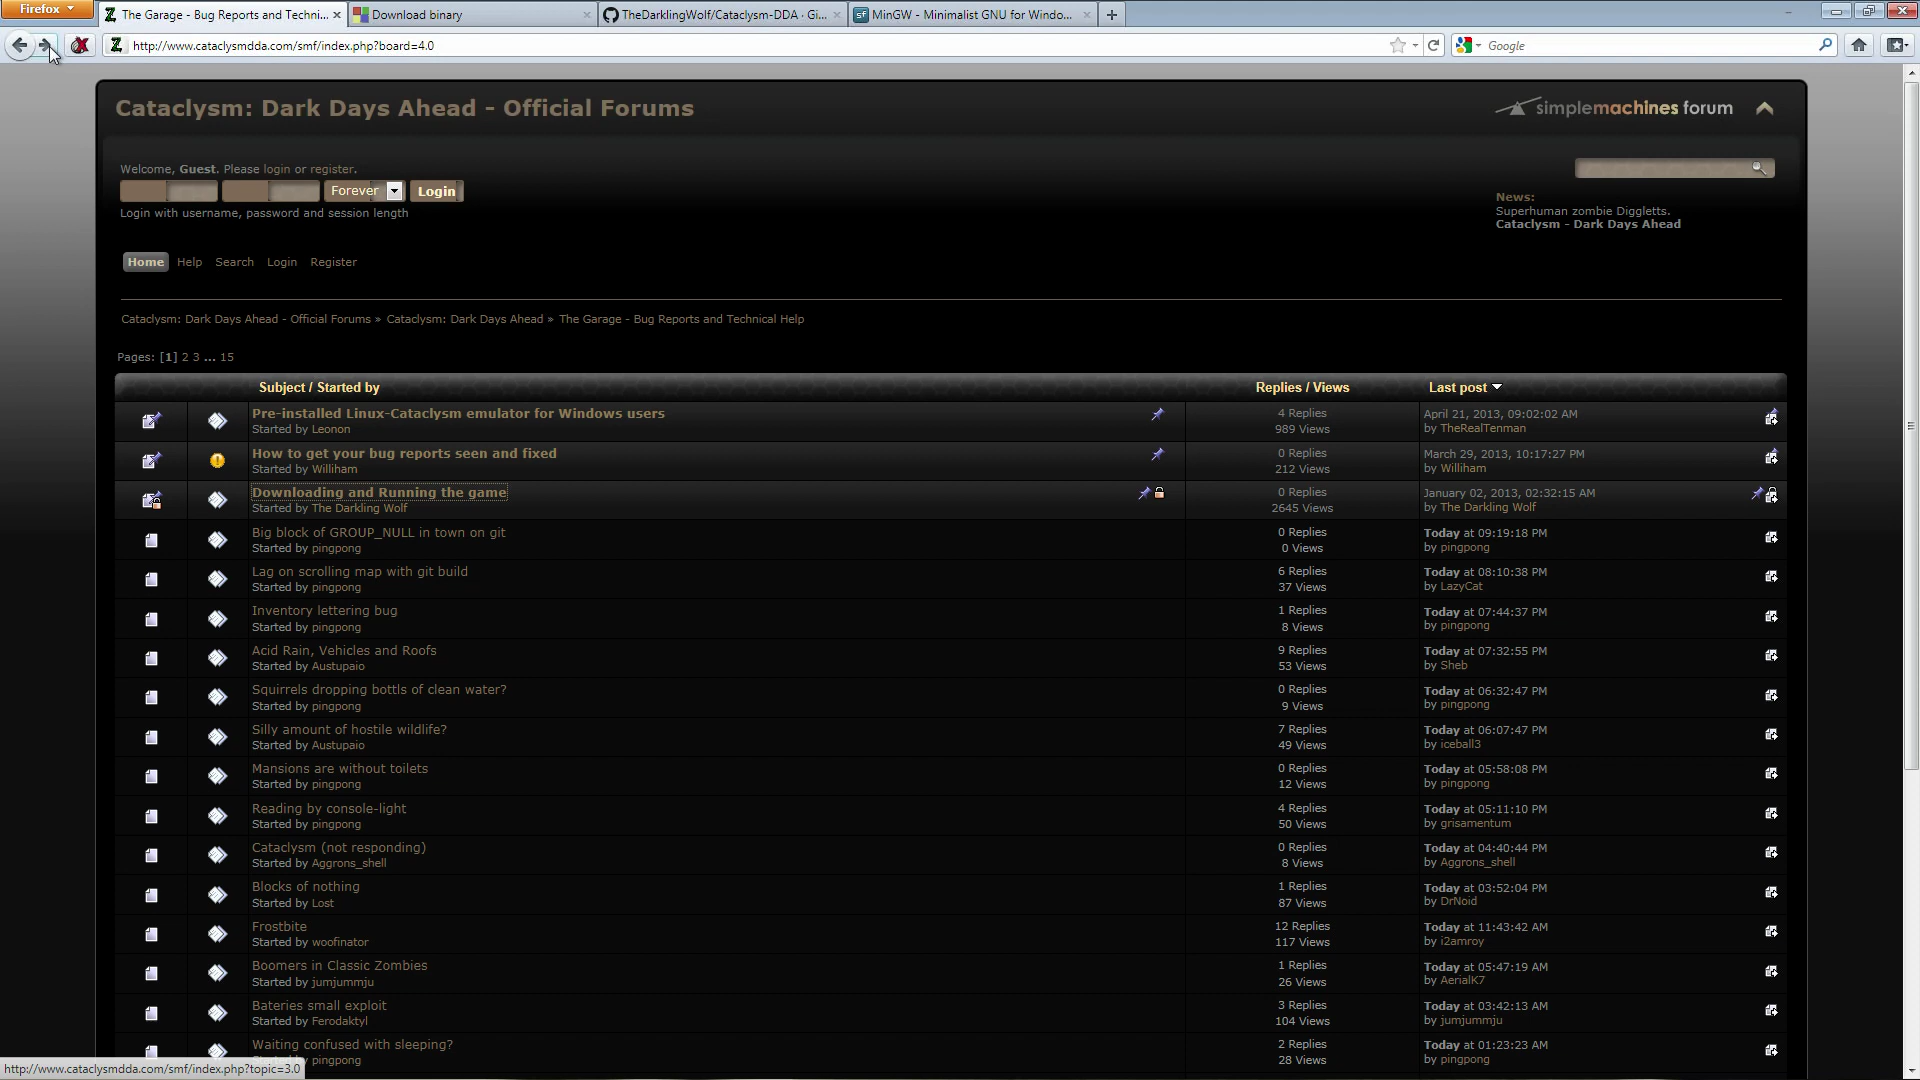 Firefox
The Garage - Bug Reports and Techni...
Download binary
TheDarklingWolf/Cataclysm-DDA · Gi...
MinGW - Minimalist GNU for Windo...
http://www.cataclysmdda.com/smf/index.php?board=4.0
Google
Cataclysm: Dark Days Ahead - Official Forums
simplemachines forum
Welcome, Guest. Please login or register.
Forever
Login
Login with username, password and session length
News:
Superhuman zombie Diggletts.
Cataclysm - Dark Days Ahead
Home Help Search Login Register
Cataclysm: Dark Days Ahead - Official Forums » Cataclysm: Dark Days Ahead » The Garage - Bug Reports and Technical Help
Pages: [1] 2 3 ... 15
Subject / Started by Replies / Views Last post
Pre-installed Linux-Cataclysm emulator for Windows users 4 Replies April 21, 2013, 09:02:02 AM
Started by Leonon 989 Views by TheRealTenman
How to get your bug reports seen and fixed 0 Replies March 29, 2013, 10:17:27 PM
Started by Williham 212 Views by Williham
Downloading and Running the game 0 Replies January 02, 2013, 02:32:15 AM
Started by The Darkling Wolf 2645 Views by The Darkling Wolf
Big block of GROUP_NULL in town on git 0 Replies Today at 09:19:18 PM
Started by pingpong 0 Views by pingpong
Lag on scrolling map with git build 6 Replies Today at 08:10:38 PM
Started by pingpong 37 Views by LazyCat
Inventory lettering bug 1 Replies Today at 07:44:37 PM
Started by pingpong 8 Views by pingpong
Acid Rain, Vehicles and Roofs 9 Replies Today at 07:32:55 PM
Started by Austupaio 53 Views by Sheb
Squirrels dropping bottls of clean water? 0 Replies Today at 06:32:47 PM
Started by pingpong 9 Views by pingpong
Silly amount of hostile wildlife? 7 Replies Today at 06:07:47 PM
Started by Austupaio 49 Views by iceball3
Mansions are without toilets 0 Replies Today at 05:58:08 PM
Started by pingpong 12 Views by pingpong
Reading by console-light 4 Replies Today at 05:11:10 PM
Started by pingpong 50 Views by grisamentum
Cataclysm (not responding) 0 Replies Today at 04:40:44 PM
Started by Aggrons_shell 8 Views by Aggrons_shell
Blocks of nothing 1 Replies Today at 03:52:04 PM
Started by Lost 87 Views by DrNoid
Frostbite 12 Replies Today at 11:43:42 AM
Started by woofinator 117 Views by i2amroy
Boomers in Classic Zombies 1 Replies Today at 05:47:19 AM
Started by jumjummju 26 Views by AerialK7
Bateries small exploit 3 Replies Today at 03:42:13 AM
Started by Ferodaktyl 104 Views by jumjummju
Waiting confused with sleeping? 2 Replies Today at 01:23:23 AM
pingpong 28 Views by pingpong
http://www.cataclysmdda.com/smf/index.php?topic=3.0